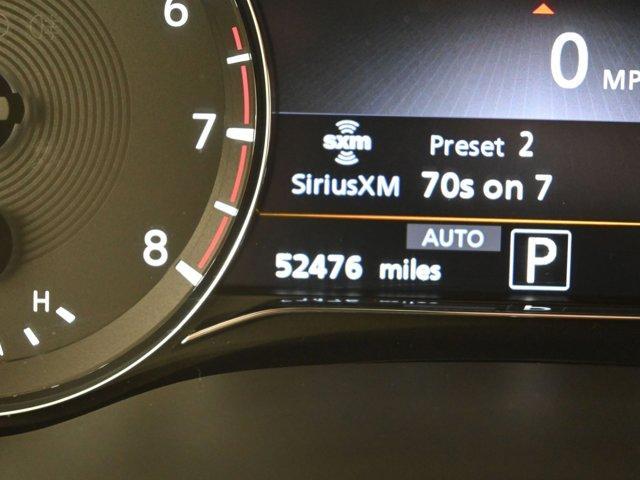 6
7
8
H
0 MP
sxm
Preset 2
SiriusXM 70s on 7
AUTO
52476 miles
P